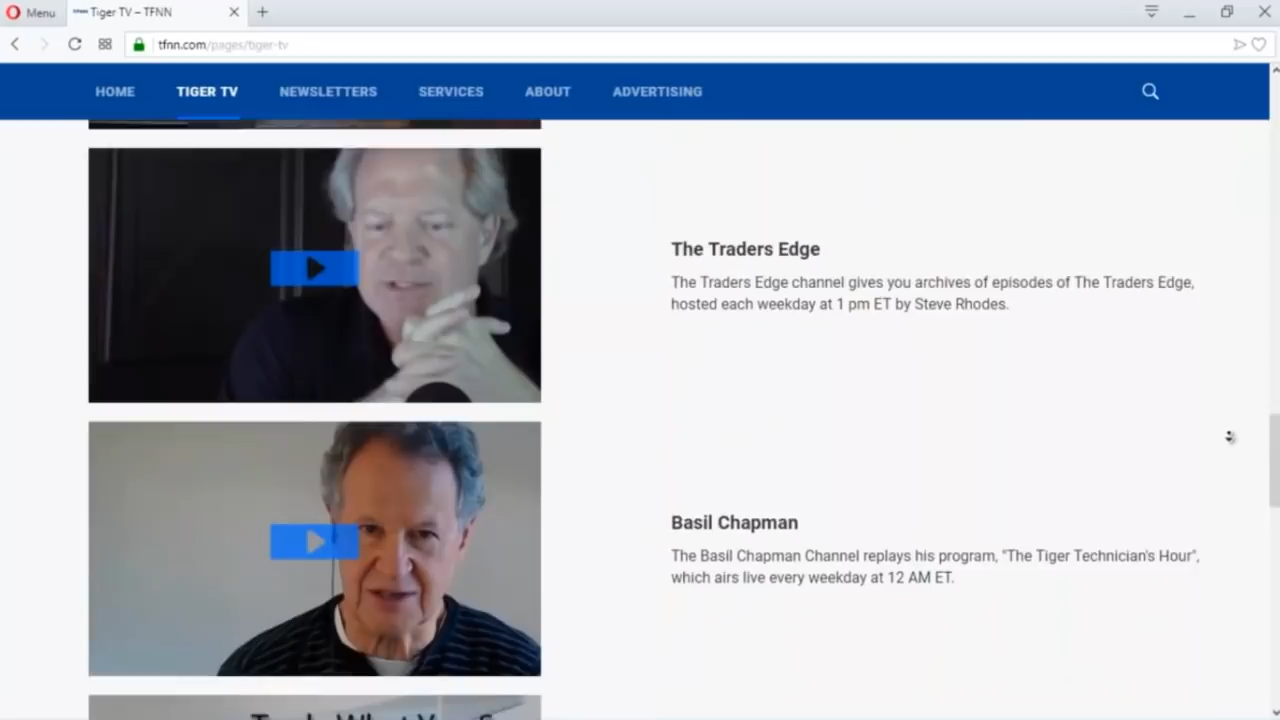 Menu
Tiger TV – TFNN
tfnn.com/pages/tiger-tv
HOME
TIGER TV
NEWSLETTERS
SERVICES
ABOUT
ADVERTISING
The Traders Edge
The Traders Edge channel gives you archives of episodes of The Traders Edge,
hosted each weekday at 1 pm ET by Steve Rhodes.
Basil Chapman
The Basil Chapman Channel replays his program, "The Tiger Technician's Hour",
which airs live every weekday at 12 AM ET.